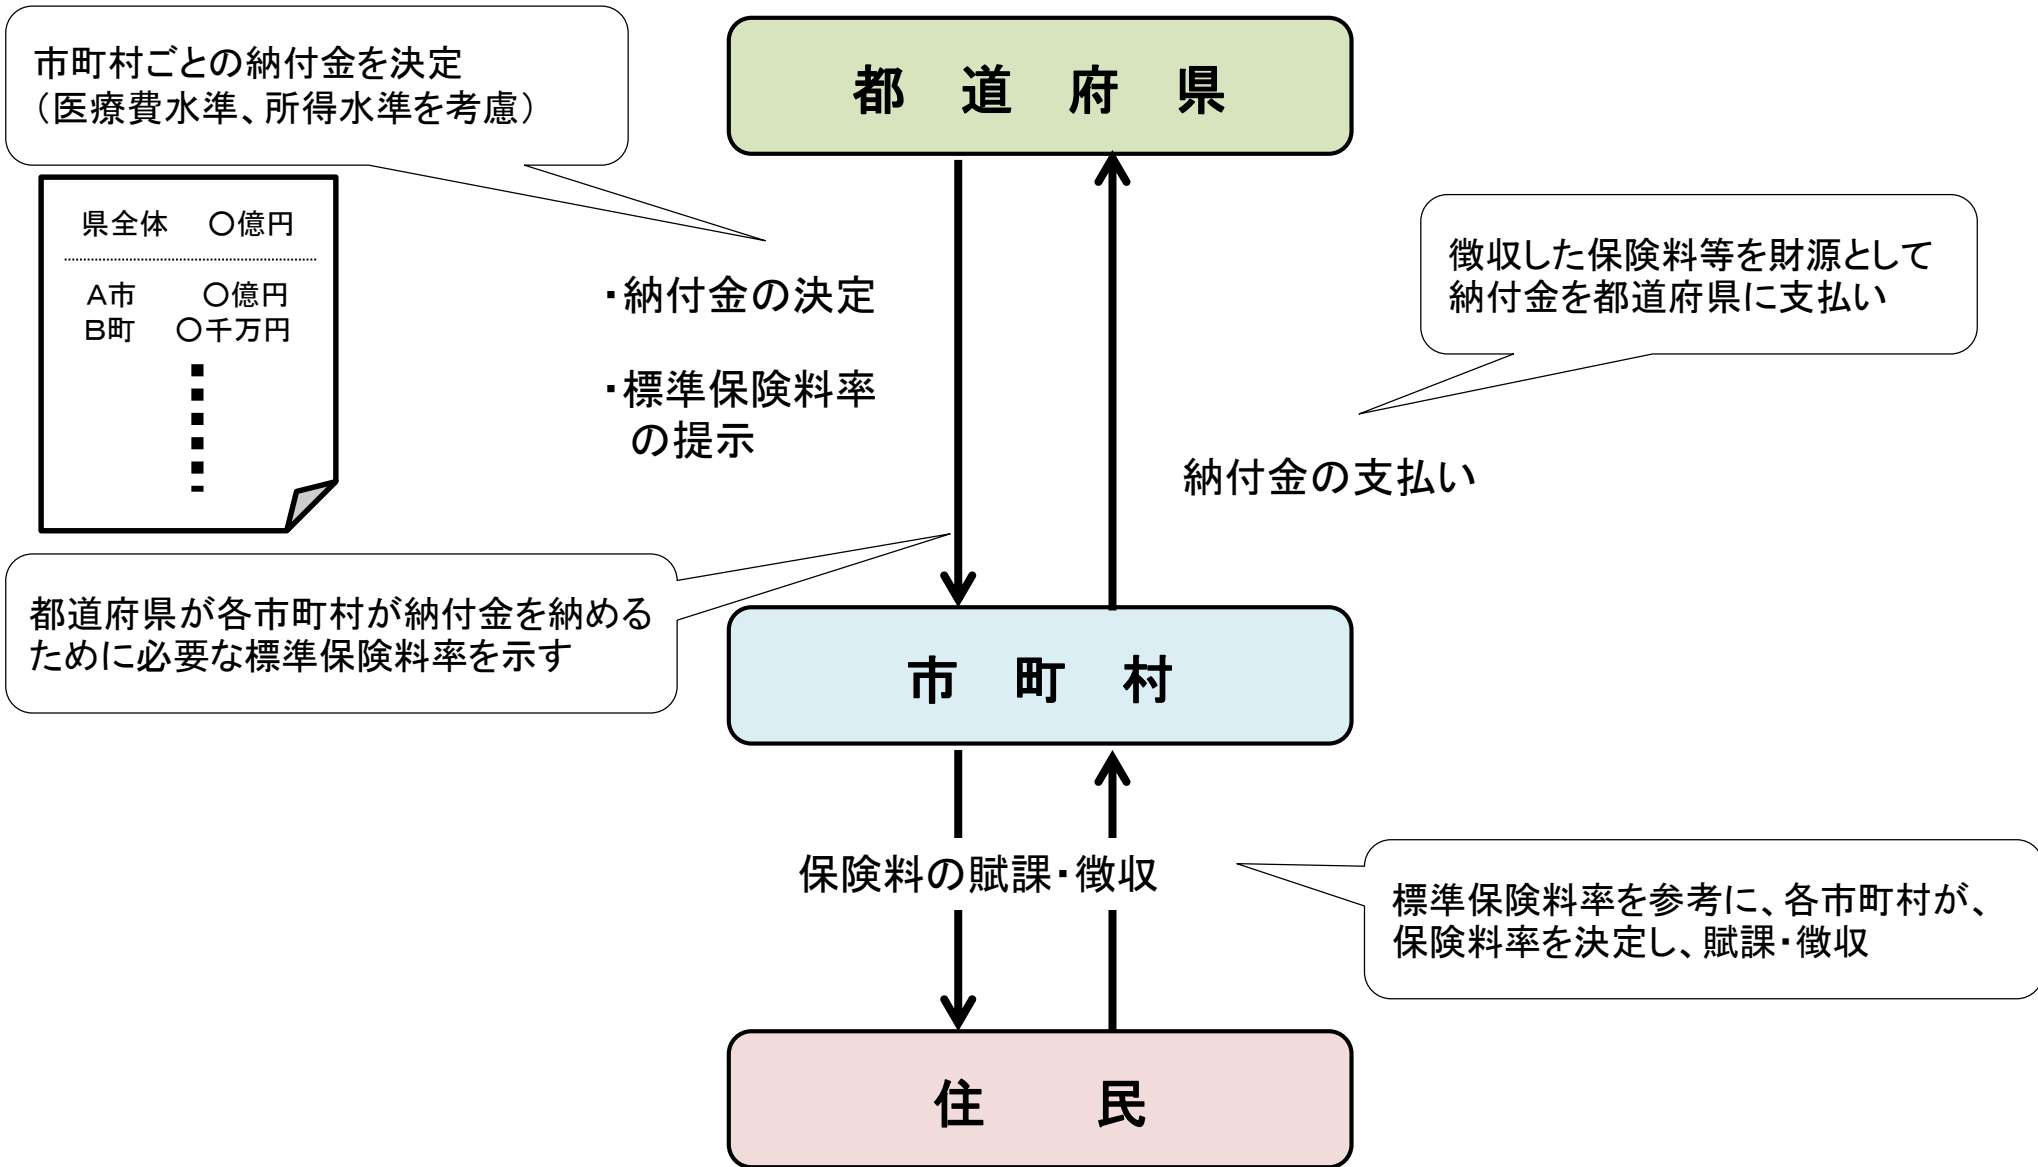 市町村ごとの納付金を決定
（医療費水準、所得水準を考慮）
都　道　府　県
県全体　〇億円
A市　〇億円
B町　〇千万円
・納付金の決定
・標準保険料率
の提示
徴収した保険料等を財源として
納付金を都道府県に支払い
納付金の支払い
都道府県が各市町村が納付金を納める
ために必要な標準保険料率を示す
市　町　村
保険料の賦課・徴収
標準保険料率を参考に、各市町村が、
保険料率を決定し、賦課・徴収
住　民